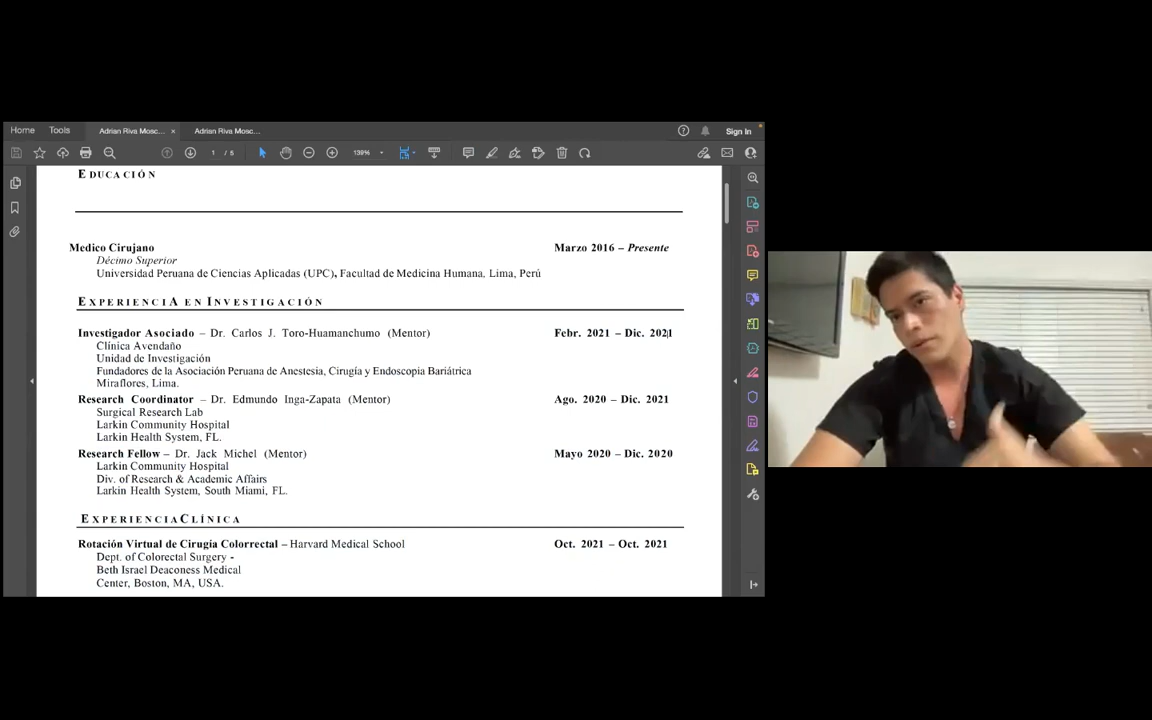 Home Tools Adrian Riva Mosc... × Adrian Riva Mosc... Sign In
1 / 5 139%
EDUCACIÓN
Medico Cirujano Marzo 2016 – Presente
Décimo Superior
Universidad Peruana de Ciencias Aplicadas (UPC), Facultad de Medicina Humana, Lima, Perú
EXPERIENCIA EN INVESTIGACIÓN
Investigador Asociado – Dr. Carlos J. Toro-Huamanchumo (Mentor) Febr. 2021 – Dic. 2021
Clínica Avendaño
Unidad de Investigación
Fundadores de la Asociación Peruana de Anestesia, Cirugía y Endoscopia Bariátrica
Miraflores, Lima.
Research Coordinator – Dr. Edmundo Inga-Zapata (Mentor) Ago. 2020 – Dic. 2021
Surgical Research Lab
Larkin Community Hospital
Larkin Health System, FL.
Research Fellow – Dr. Jack Michel (Mentor) Mayo 2020 – Dic. 2020
Larkin Community Hospital
Div. of Research & Academic Affairs
Larkin Health System, South Miami, FL.
EXPERIENCIA CLÍNICA
Rotación Virtual de Cirugía Colorrectal – Harvard Medical School Oct. 2021 – Oct. 2021
Dept. of Colorectal Surgery -
Beth Israel Deaconess Medical
Center, Boston, MA, USA.